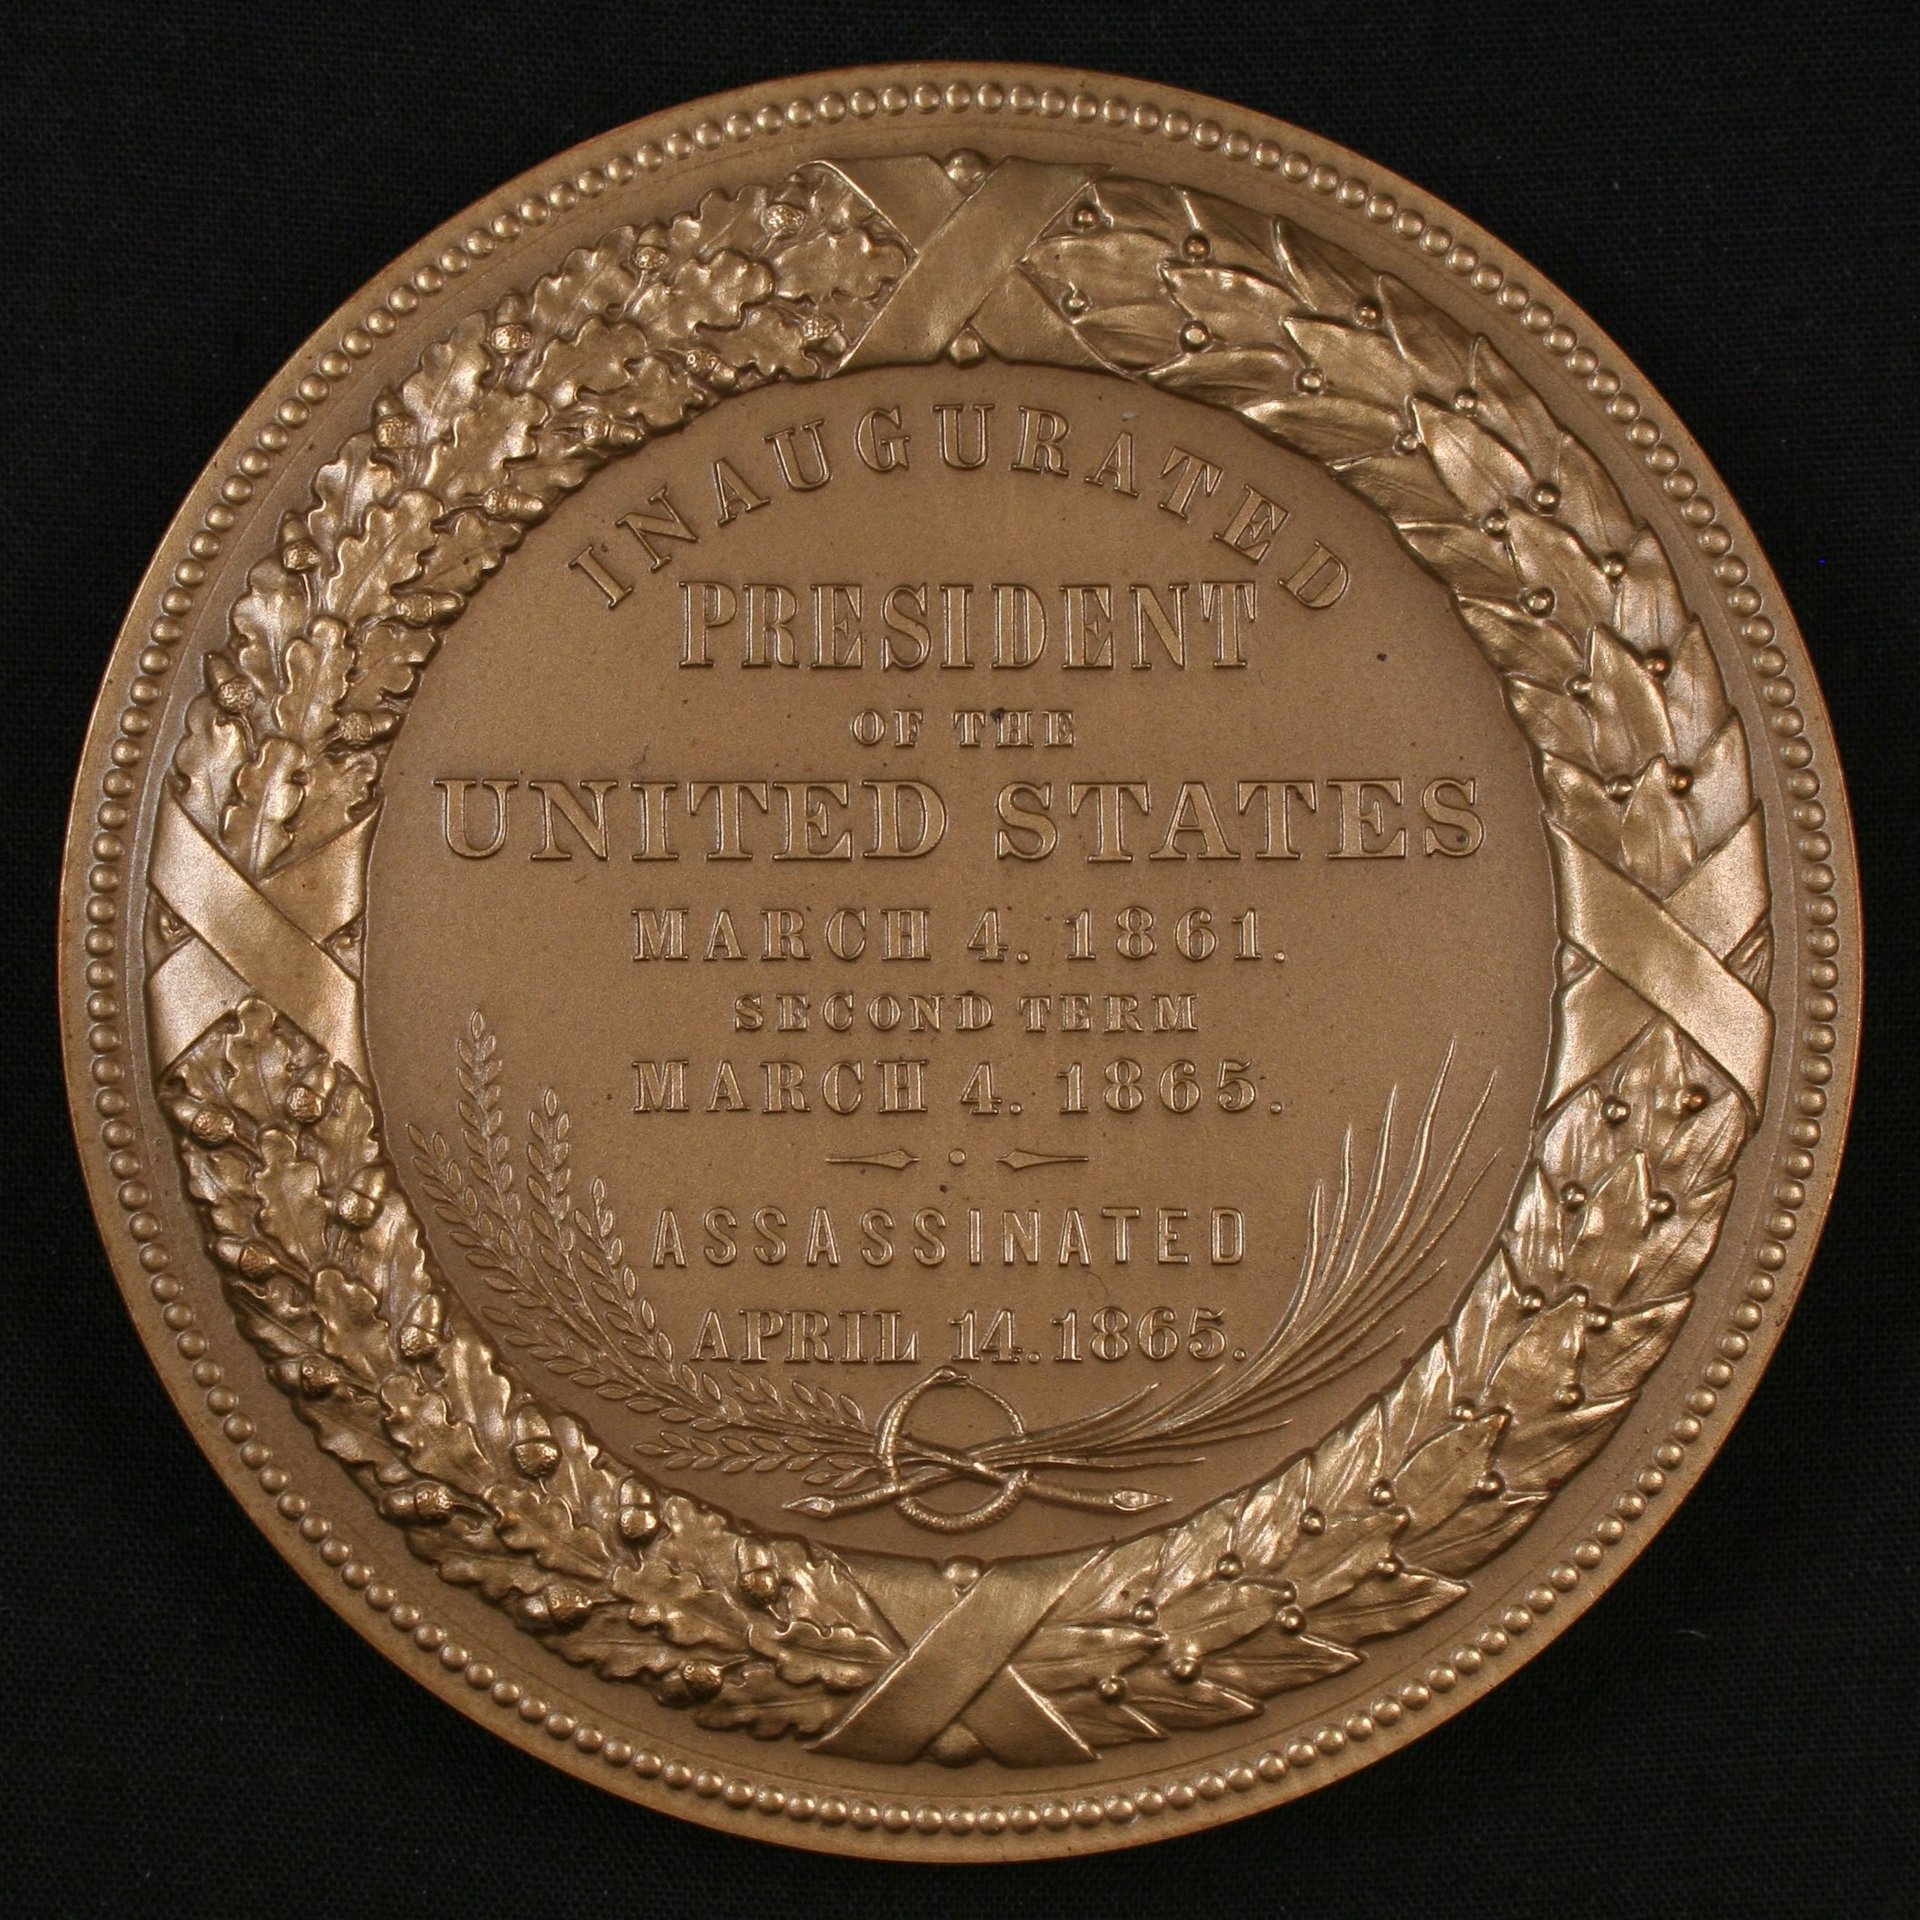 INAUGURATED
PRESIDENT
OF THE
UNITED STATES
MARCH 4. 1861.
SECOND TERM
MARCH 4. 1865.
ASSASSINATED
APRIL 14. 1865.